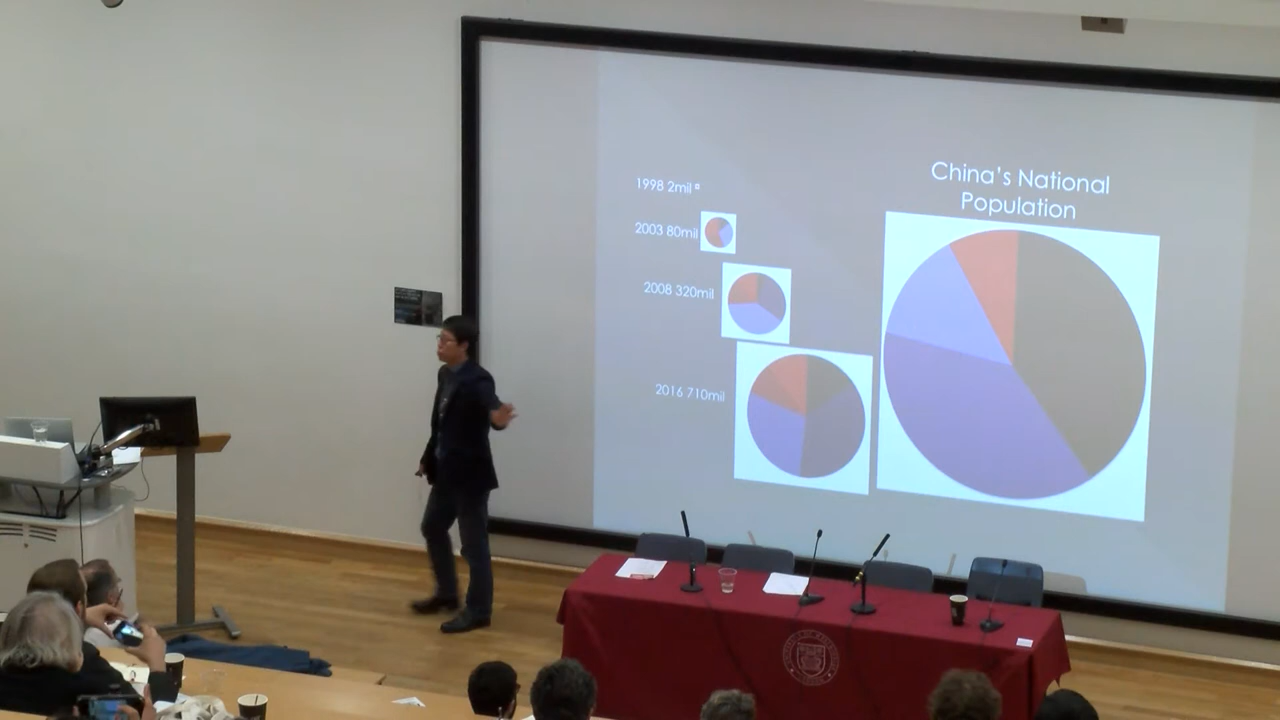 China's National
Population
1998 2mil
2003 80mil
2008 320mil
2016 710mil